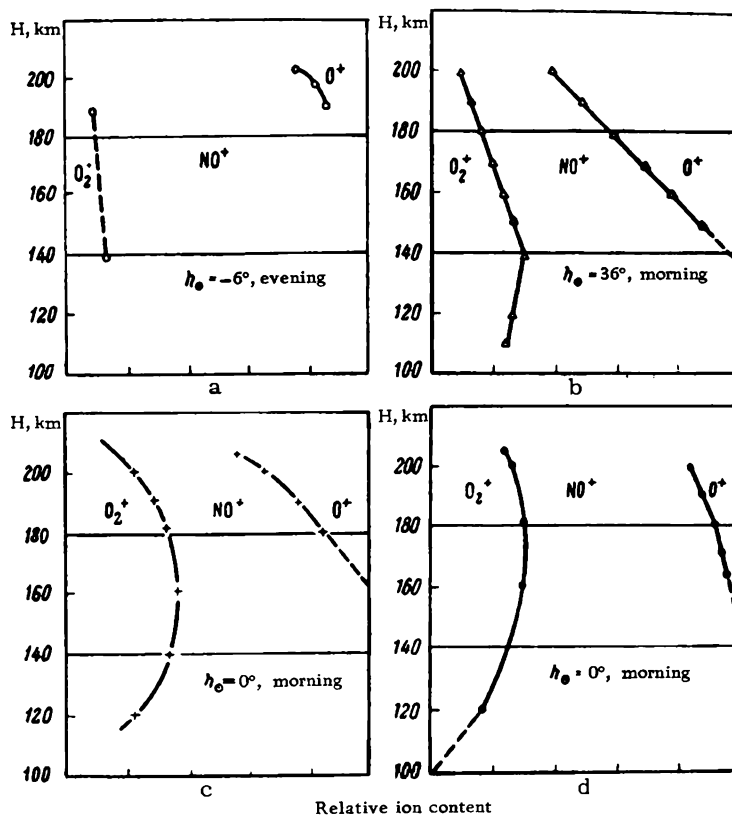 H, km
200
180
160
140
120
100
O⁺
NO⁺
O₂⁺
h⊙ = −6°, evening
a
H, km
200
180
160
140
120
100
O₂⁺
NO⁺
O⁺
h⊙ = 36°, morning
b
H, km
200
180
160
140
120
100
O₂⁺
NO⁺
O⁺
h⊙ = 0°, morning
c
H, km
200
180
160
140
120
100
O₂⁺
NO⁺
O⁺
h⊙ = 0°, morning
d
Relative ion content